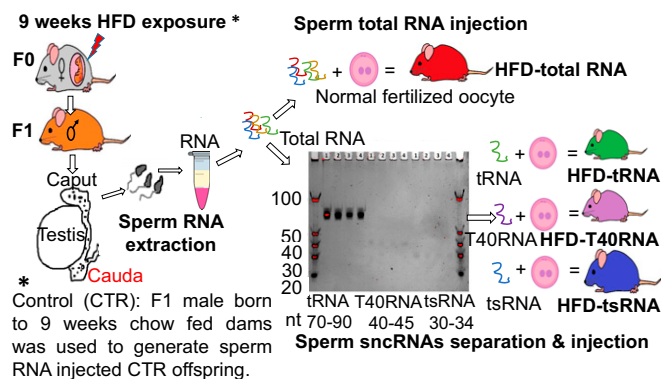 9 weeks HFD exposure *
F0
F1
Caput
Testis
Cauda
Sperm RNA
extraction
RNA
Total RNA
Sperm total RNA injection
HFD-total RNA
Normal fertilized oocyte
100
50
40
30
20
nt
tRNA T40RNA tsRNA
70-90 40-45 30-34
tRNA
HFD-tRNA
T40RNA
HFD-T40RNA
tsRNA
HFD-tsRNA
Sperm sncRNAs separation & injection
*
Control (CTR): F1 male born
to 9 weeks chow fed dams
was used to generate sperm
RNA injected CTR offspring.